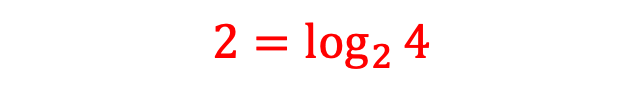 2 = log₂ 4